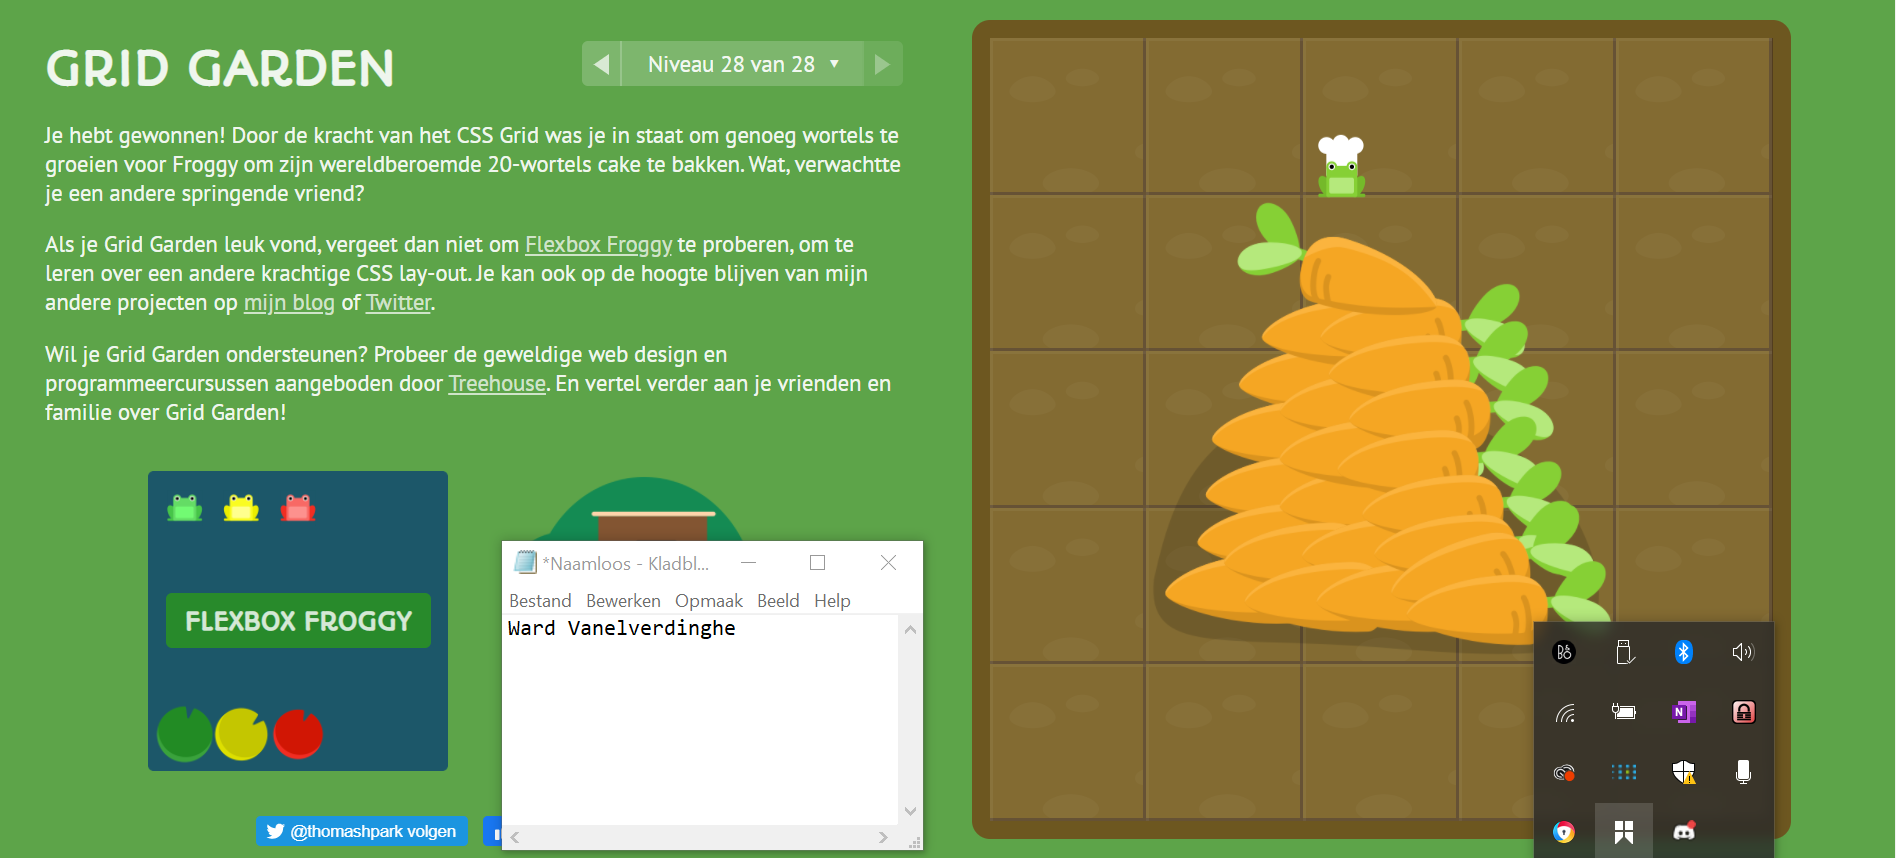 GRID GARDEN
Niveau 28 van 28
Je hebt gewonnen! Door de kracht van het CSS Grid was je in staat om genoeg wortels te
groeien voor Froggy om zijn wereldberoemde 20-wortels cake te bakken. Wat, verwachtte
je een andere springende vriend?
Als je Grid Garden leuk vond, vergeet dan niet om Flexbox Froggy te proberen, om te
leren over een andere krachtige CSS lay-out. Je kan ook op de hoogte blijven van mijn
andere projecten op mijn blog of Twitter.
Wil je Grid Garden ondersteunen? Probeer de geweldige web design en
programmeercursussen aangeboden door Treehouse. En vertel verder aan je vrienden en
familie over Grid Garden!
FLEXBOX FROGGY
*Naamloos - Kladbl...
Bestand Bewerken Opmaak Beeld Help
Ward Vanelverdinghe
@thomashpark volgen
N